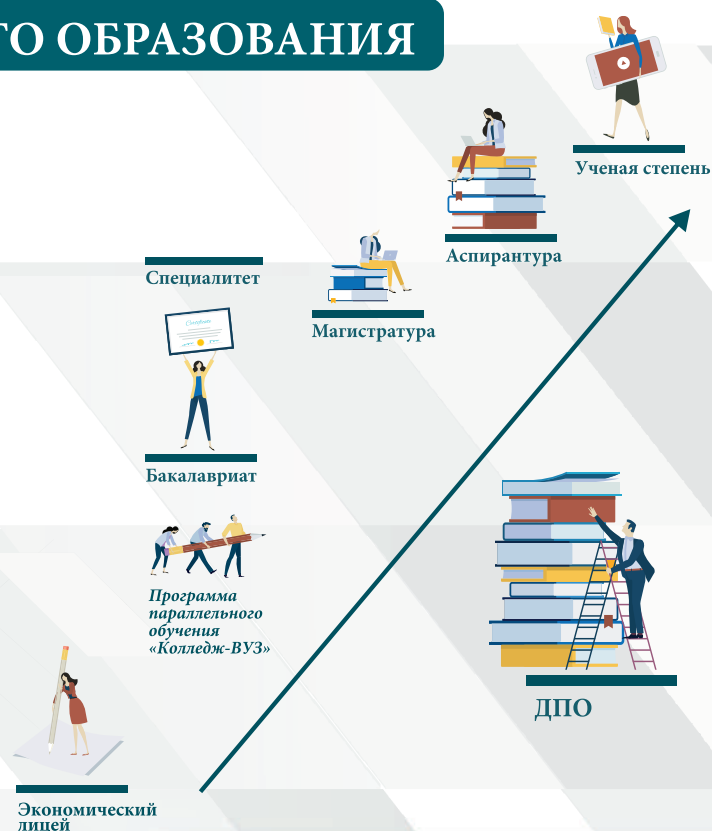 ГО ОБРАЗОВАНИЯ
Ученая степень
Аспирантура
Специалитет
Магистратура
Бакалавриат
Программа
параллельного
обучения
«Колледж-ВУЗ»
ДПО
Экономический
лицей